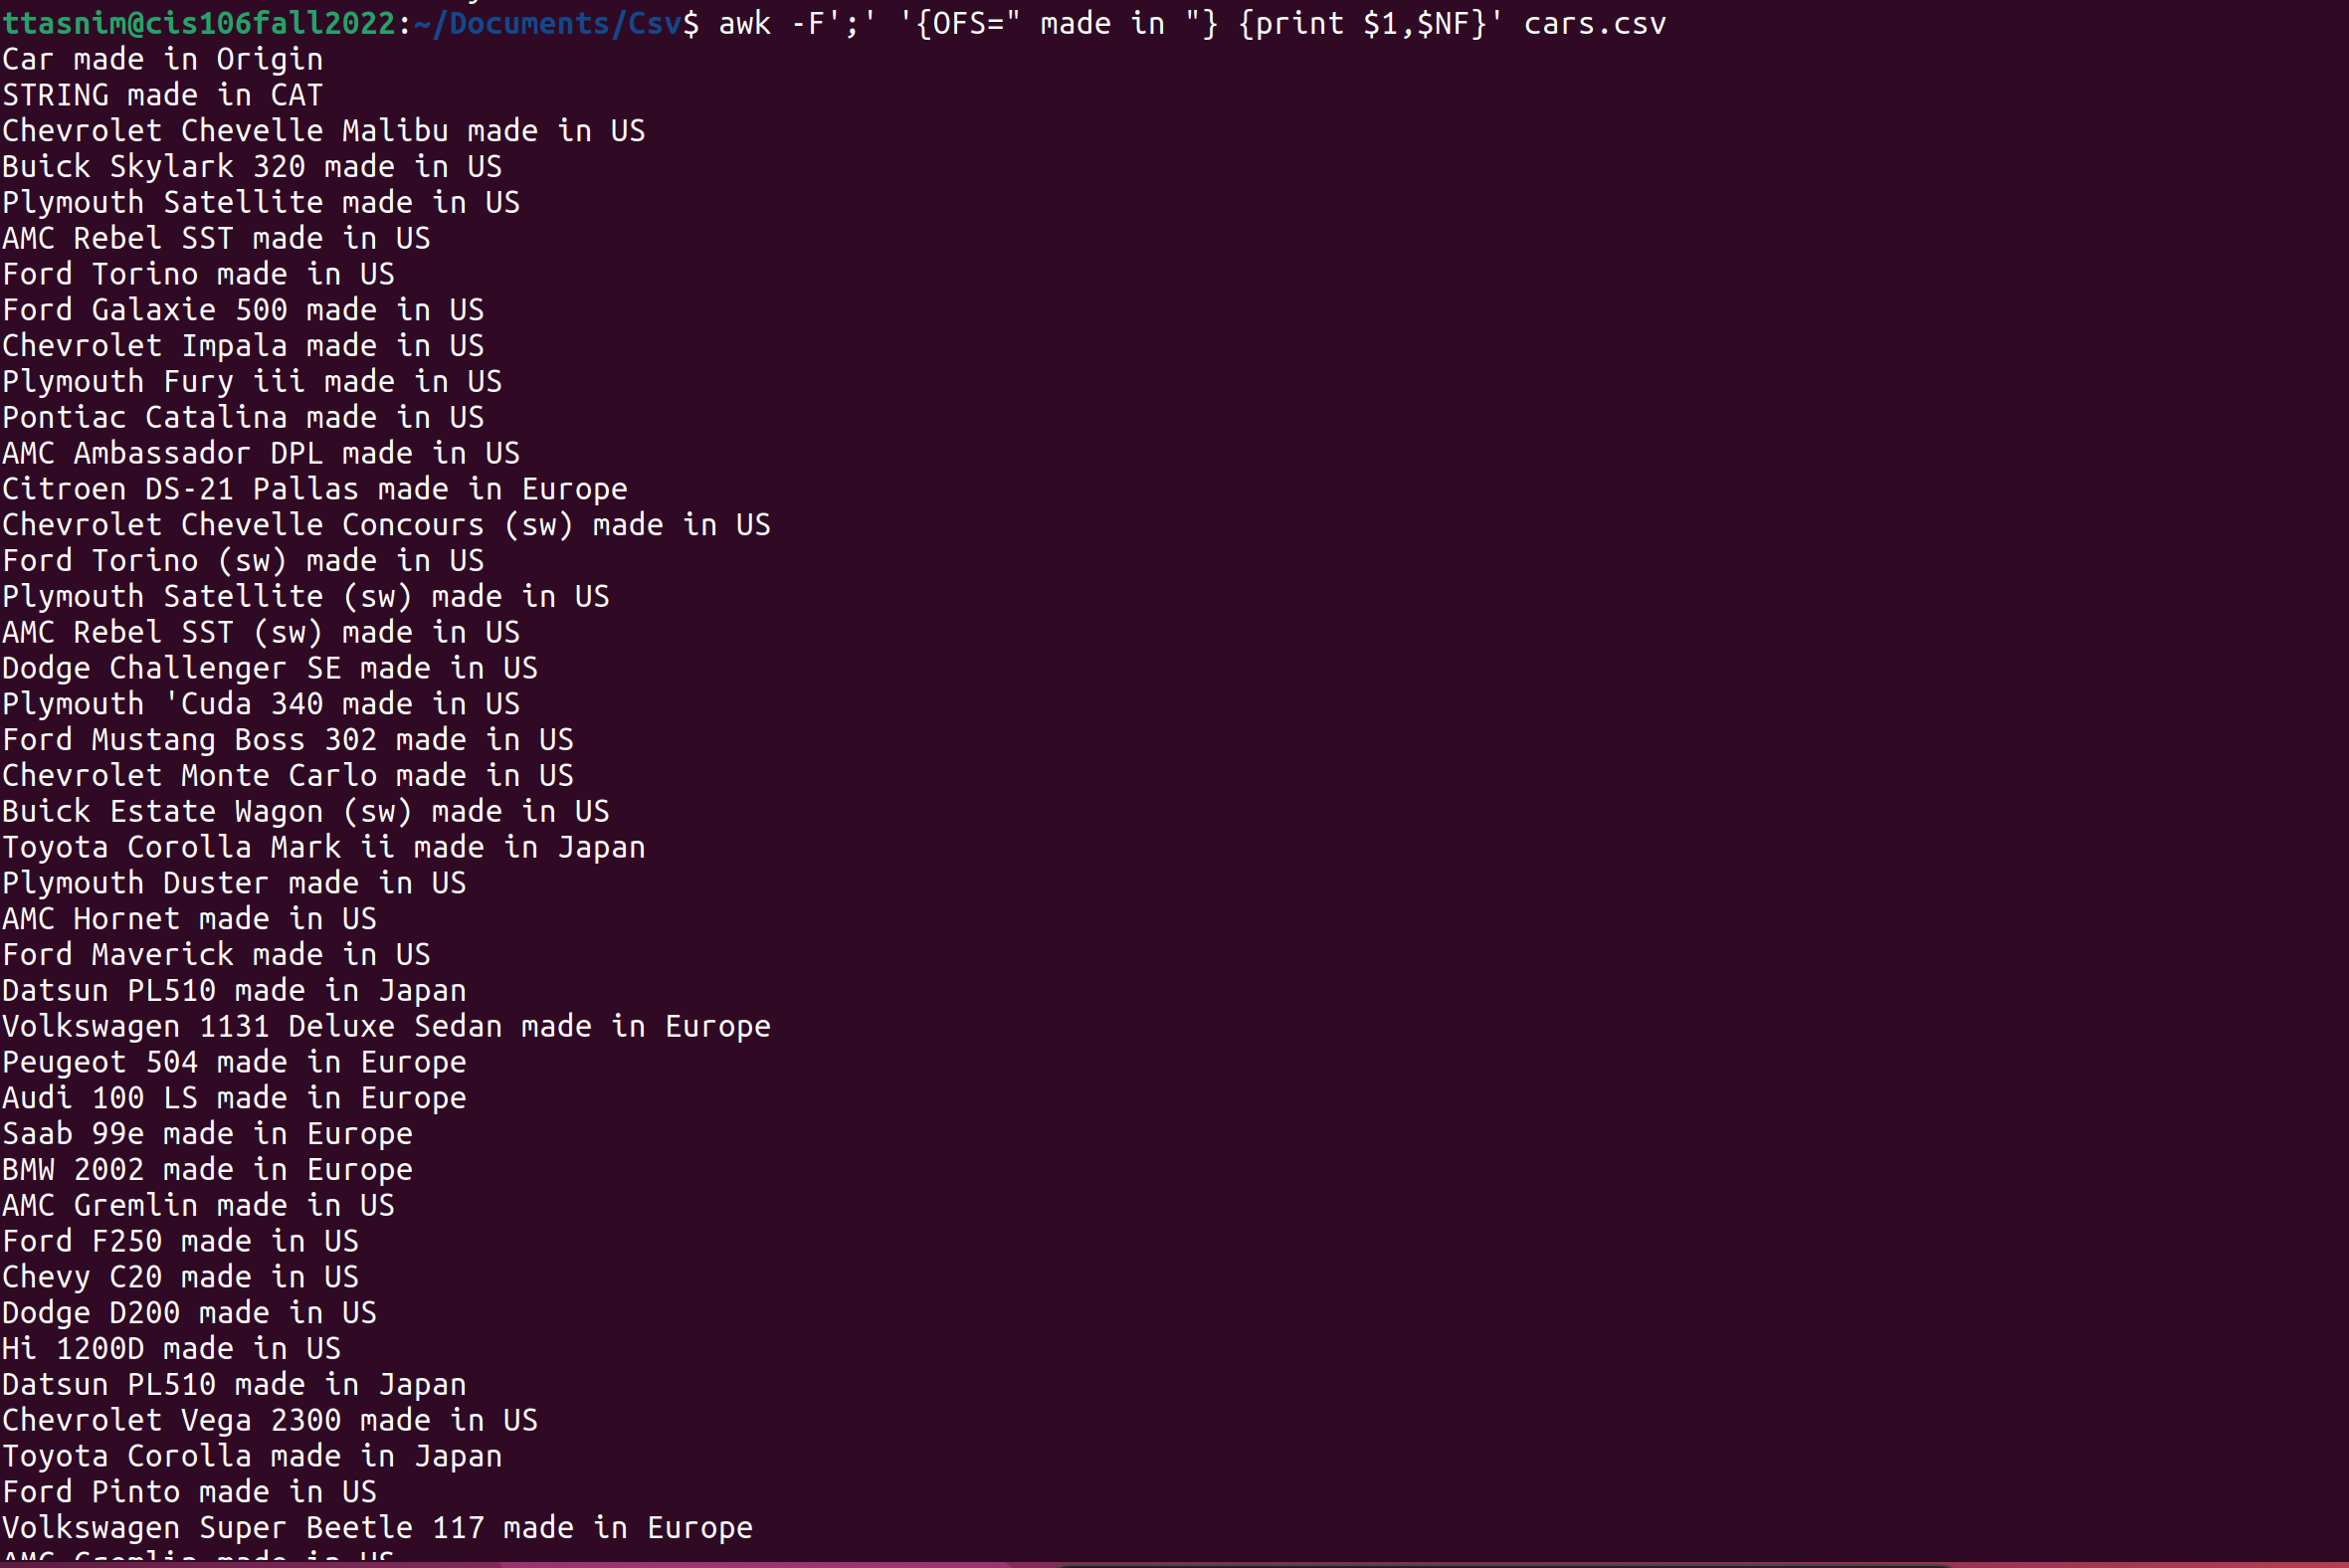 ttasnim@cis106fall2022:~/Documents/Csv$ awk -F';' '{OFS=" made in "} {print $1,$NF}' cars.csv
Car made in Origin
STRING made in CAT
Chevrolet Chevelle Malibu made in US
Buick Skylark 320 made in US
Plymouth Satellite made in US
AMC Rebel SST made in US
Ford Torino made in US
Ford Galaxie 500 made in US
Chevrolet Impala made in US
Plymouth Fury iii made in US
Pontiac Catalina made in US
AMC Ambassador DPL made in US
Citroen DS-21 Pallas made in Europe
Chevrolet Chevelle Concours (sw) made in US
Ford Torino (sw) made in US
Plymouth Satellite (sw) made in US
AMC Rebel SST (sw) made in US
Dodge Challenger SE made in US
Plymouth 'Cuda 340 made in US
Ford Mustang Boss 302 made in US
Chevrolet Monte Carlo made in US
Buick Estate Wagon (sw) made in US
Toyota Corolla Mark ii made in Japan
Plymouth Duster made in US
AMC Hornet made in US
Ford Maverick made in US
Datsun PL510 made in Japan
Volkswagen 1131 Deluxe Sedan made in Europe
Peugeot 504 made in Europe
Audi 100 LS made in Europe
Saab 99e made in Europe
BMW 2002 made in Europe
AMC Gremlin made in US
Ford F250 made in US
Chevy C20 made in US
Dodge D200 made in US
Hi 1200D made in US
Datsun PL510 made in Japan
Chevrolet Vega 2300 made in US
Toyota Corolla made in Japan
Ford Pinto made in US
Volkswagen Super Beetle 117 made in Europe
AMC Gremlin made in US